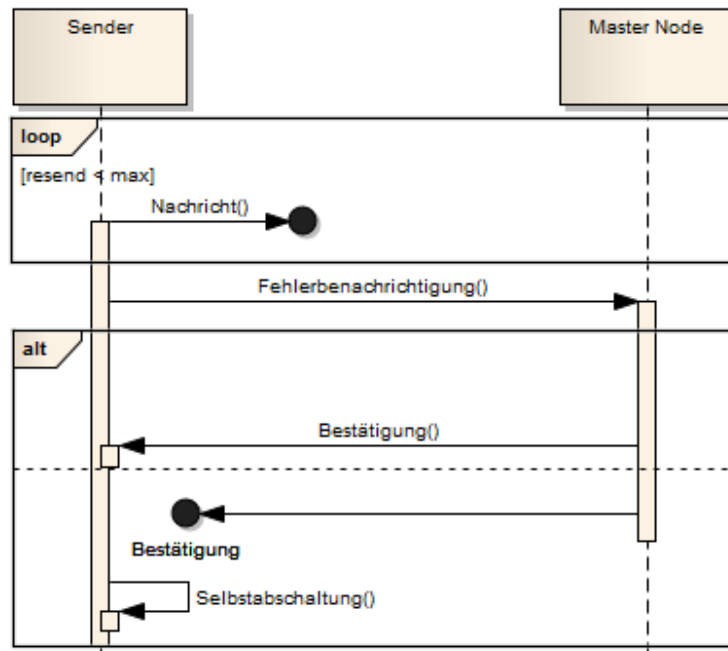 Sender
Master Node
loop
[resend < max]
Nachricht()
Fehlerbenachrichtigung()
alt
Bestätigung()
Bestätigung
Selbstabschaltung()